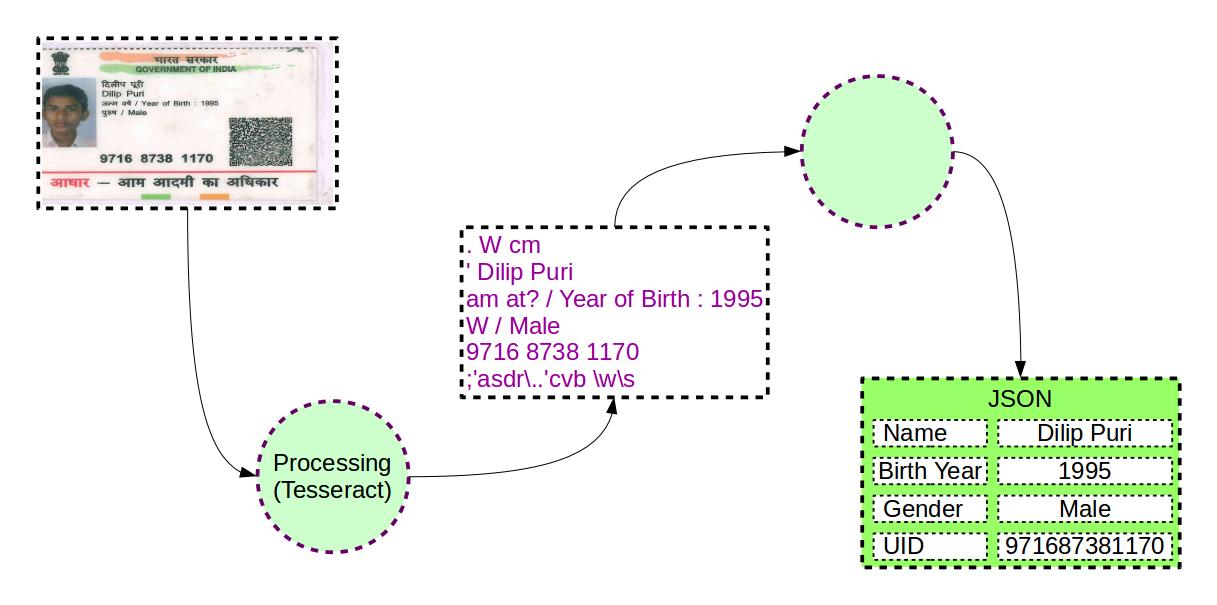 भारत सरकार
GOVERNMENT OF INDIA
दिलीप पूरी
Dilip Puri
जन्म वर्ष / Year of Birth : 1995
पुरुष / Male
9716 8738 1170
आधार — आम आदमी का अधिकार
Processing
(Tesseract)
. W cm
' Dilip Puri
am at? / Year of Birth : 1995
W / Male
9716 8738 1170
;'asdr\..'cvb \w\s
JSON
Name Dilip Puri
Birth Year 1995
Gender Male
UID 971687381170